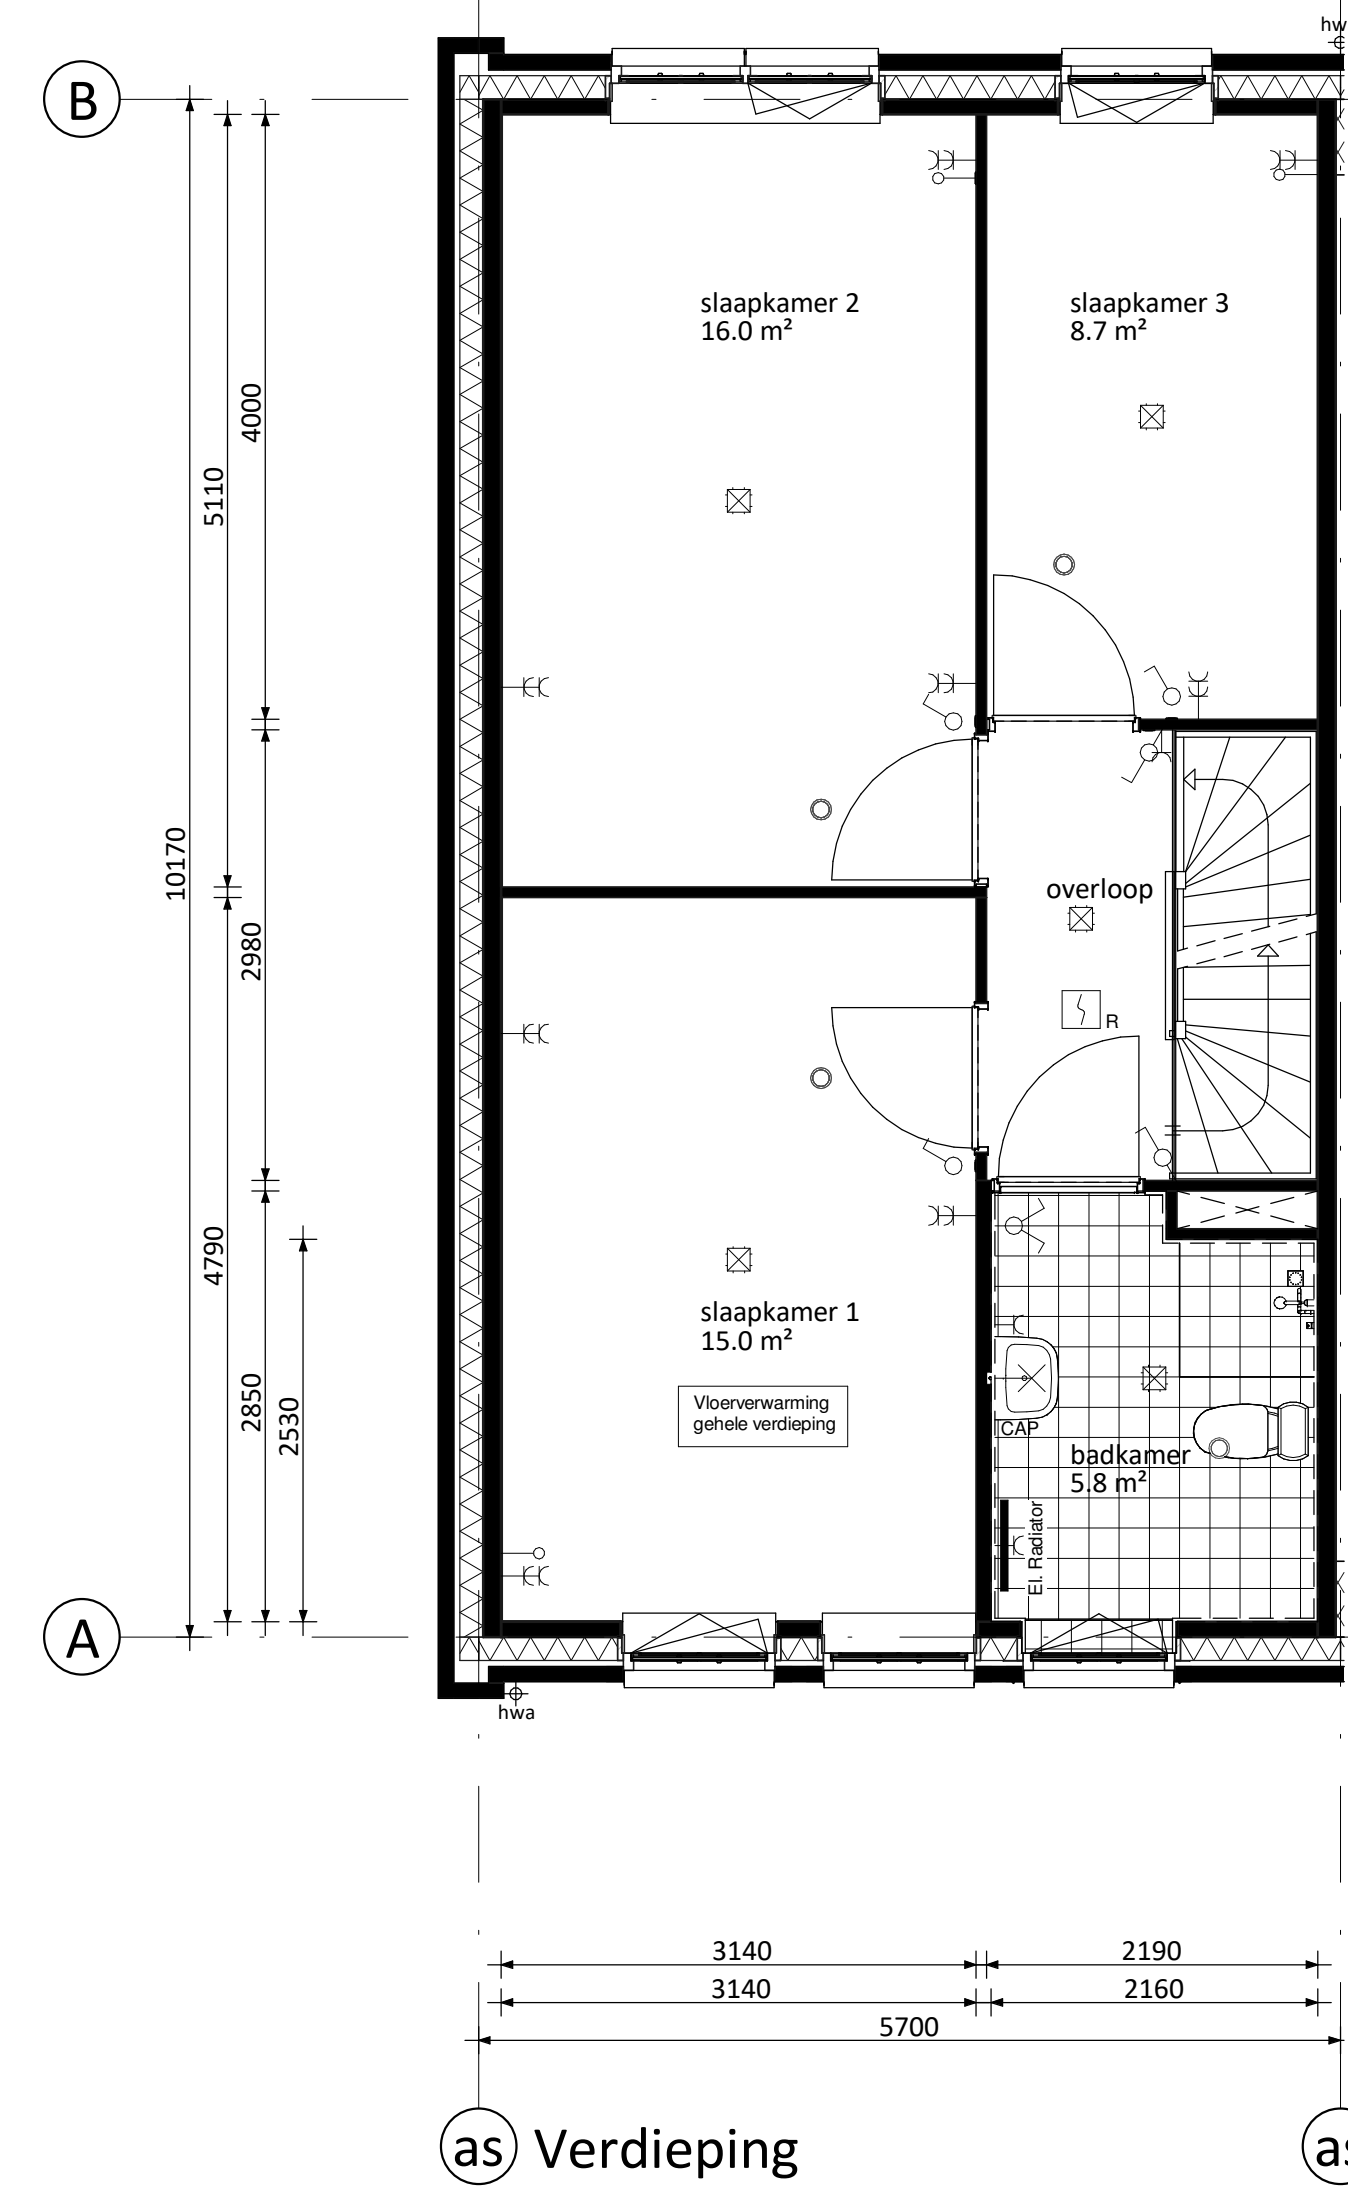 hw
B
slaapkamer 2
16.0 m²
slaapkamer 3
8.7 m²
4000
5110
10170
overloop
2980
R
4790
slaapkamer 1
15.0 m²
2850
2530
Vloerverwarming
gehele verdieping
CAP
badkamer
5.8 m²
El. Radiator
A
hwa
3140
2190
3140
2160
5700
as
Verdieping
as